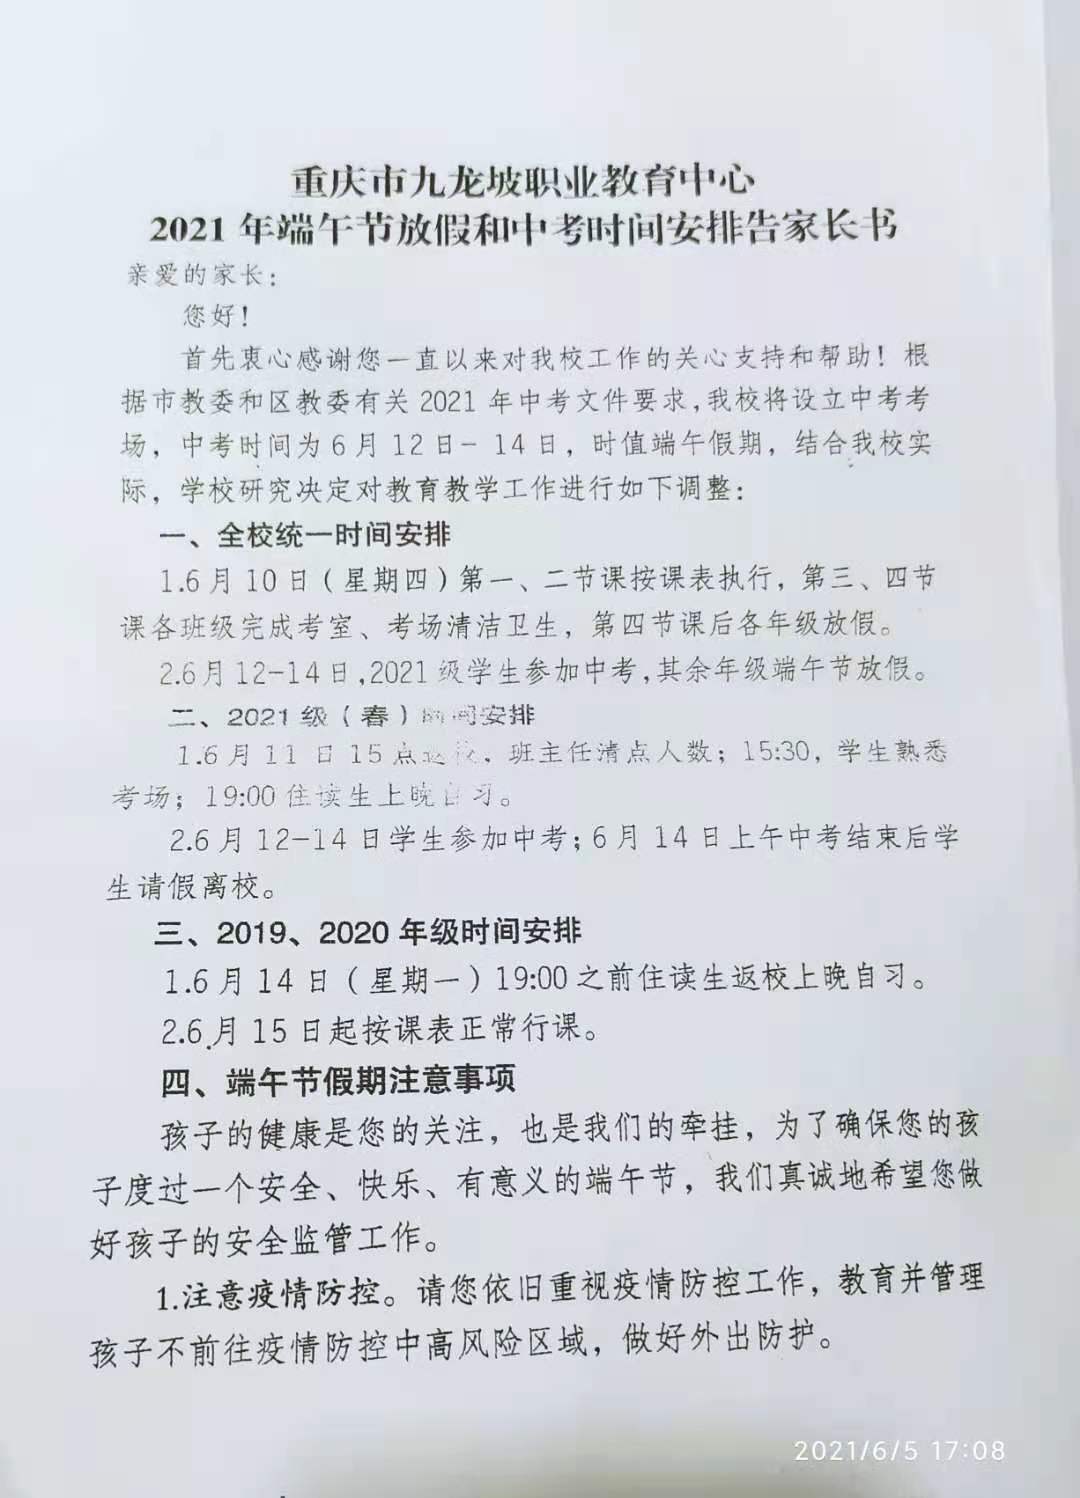 重庆市九龙坡职业教育中心
2021 年端午节放假和中考时间安排告家长书
亲爱的家长:
您好!
首先衷心感谢您一直以来对我校工作的关心支持和帮助! 根
据市教委和区教委有关 2021 年中考文件要求,我校将设立中考考
场，中考时间为 6 月 12 日- 14 日，时值端午假期，结合我校实
际，学校研究决定对教育教学工作进行如下调整:
一、全校统一时间安排
1.6 月 10 日（星期四）第一、二节课按课表执行，第三、四节
课各班级完成考室、考场清洁卫生，第四节课后各年级放假。
2.6月 12-14 日,2021 级学生参加中考,其余年级端午节放假。
二、2021 级（春）时间安排
1.6 月 11 日 15 点返校，班主任清点人数；15:30，学生熟悉
考场；19:00 住读生上晚自习。
2.6 月 12-14 日学生参加中考；6 月 14 日上午中考结束后学
生请假离校。
三、2019、2020 年级时间安排
1.6 月 14 日（星期一）19:00 之前住读生返校上晚自习。
2.6 月 15 日起按课表正常行课。
四、端午节假期注意事项
孩子的健康是您的关注，也是我们的牵挂，为了确保您的孩
子度过一个安全、快乐、有意义的端午节，我们真诚地希望您做
好孩子的安全监管工作。
1.注意疫情防控。请您依旧重视疫情防控工作，教育并管理
孩子不前往疫情防控中高风险区域，做好外出防护。
2021/6/5 17:08